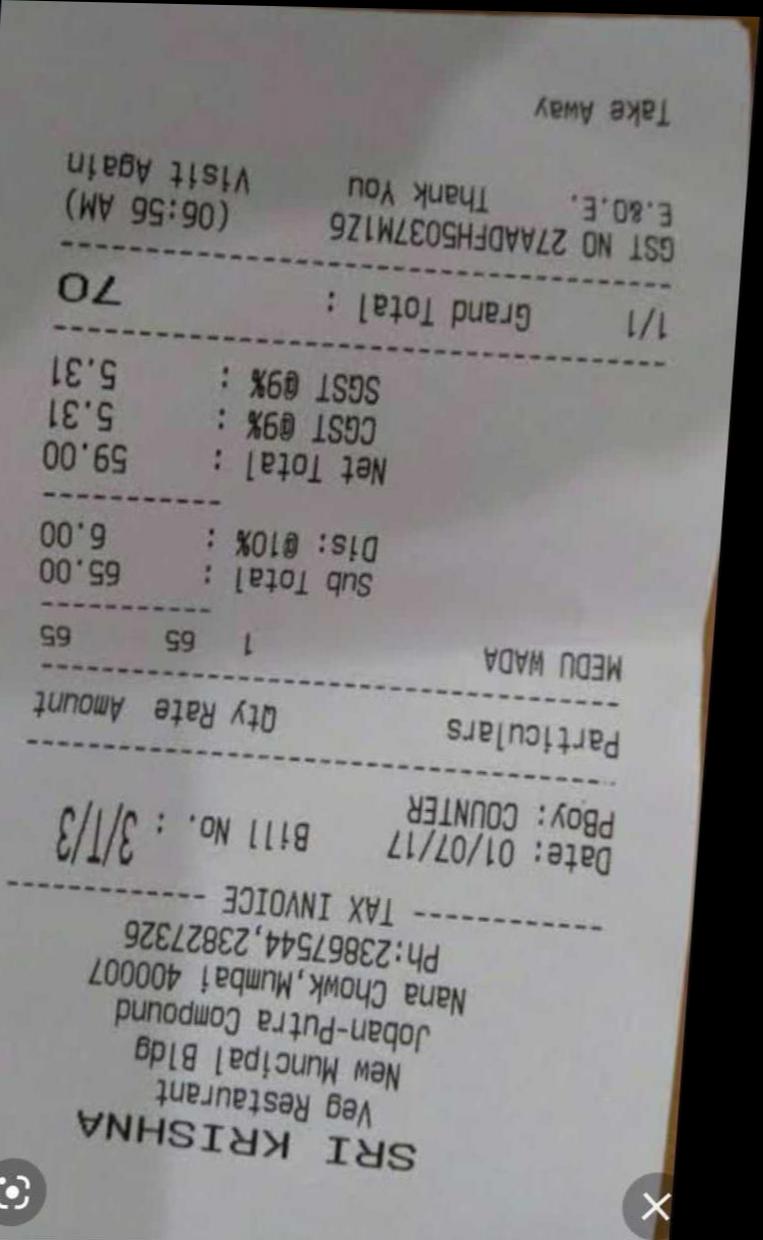 SRI KRISHNA
Veg Restaurant
New Muncipal Bldg
Joban-Putra Compound
Nana Chowk,Mumbai 400007
Ph:23867544,23827326
------------ TAX INVOICE ------------
Date: 01/07/17 Bill No. : 3/T/3
PBoy: COUNTER
Particulars Qty Rate Amount
MEDU WADA 1 65 65
Sub Total : 65.00
Dis: @10% : 6.00
Net Total : 59.00
CGST @9% : 5.31
SGST @9% : 5.31
1/1 Grand Total : 70
GST NO 27AADFH5037M1Z6 (06:56 AM)
E.&O.E. Thank You Visit Again
Take Away